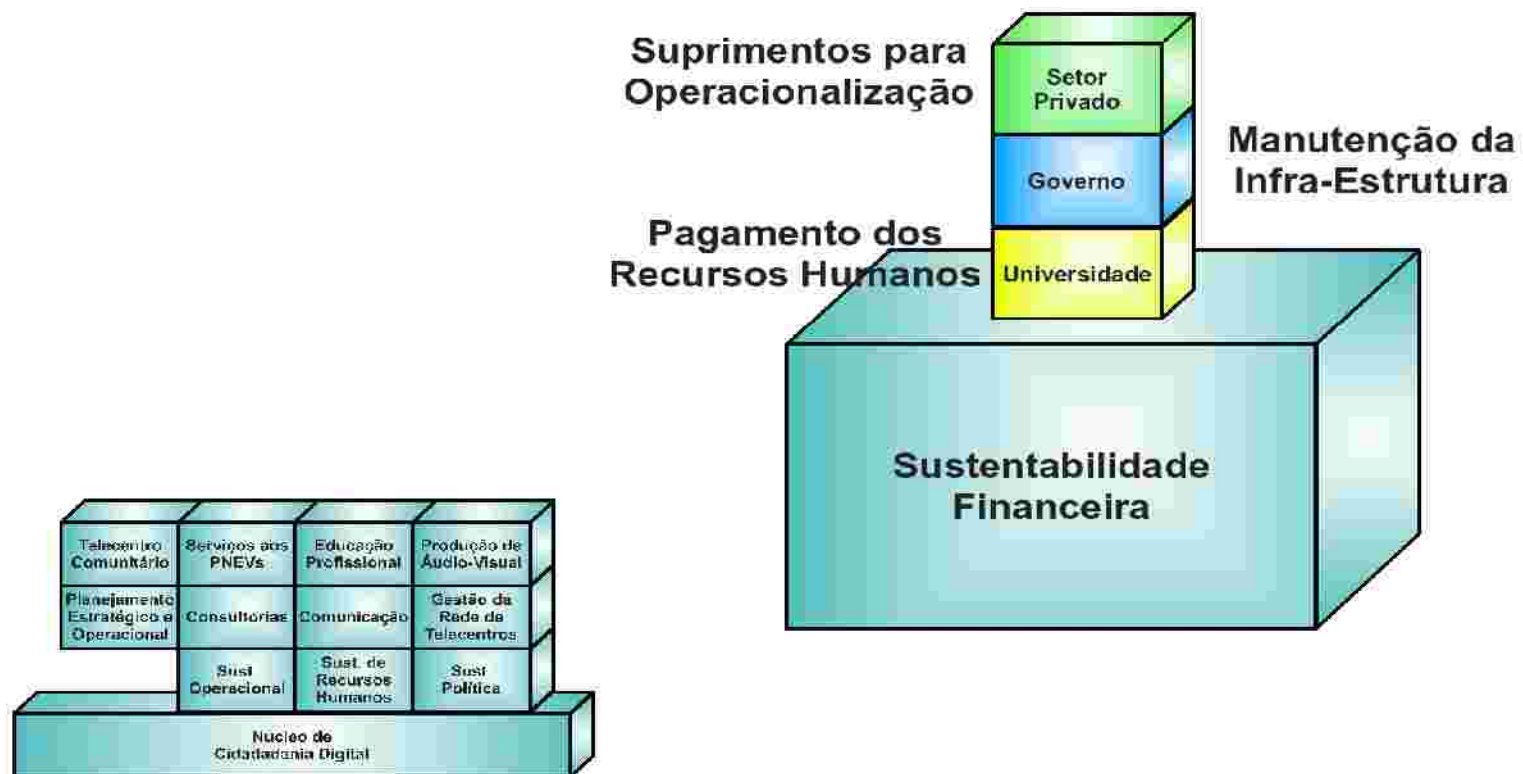 Suprimentos para
Operacionalização
Setor
Privado
Manutenção da
Infra-Estrutura
Governo
Pagamento dos
Recursos Humanos
Universidade
Sustentabilidade
Financeira
Telecentro
Comunitário
Serviços aos
PNEVs
Educação
Profissional
Produção de
Áudio-Visual
Planejamento
Estratégico e
Operacional
Consultorias
Comunicação
Gestão da
Rede de
Telecentros
Sust
Operacional
Sust. de
Recursos
Humanos
Sust
Política
Núcleo de
Cidadadania Digital